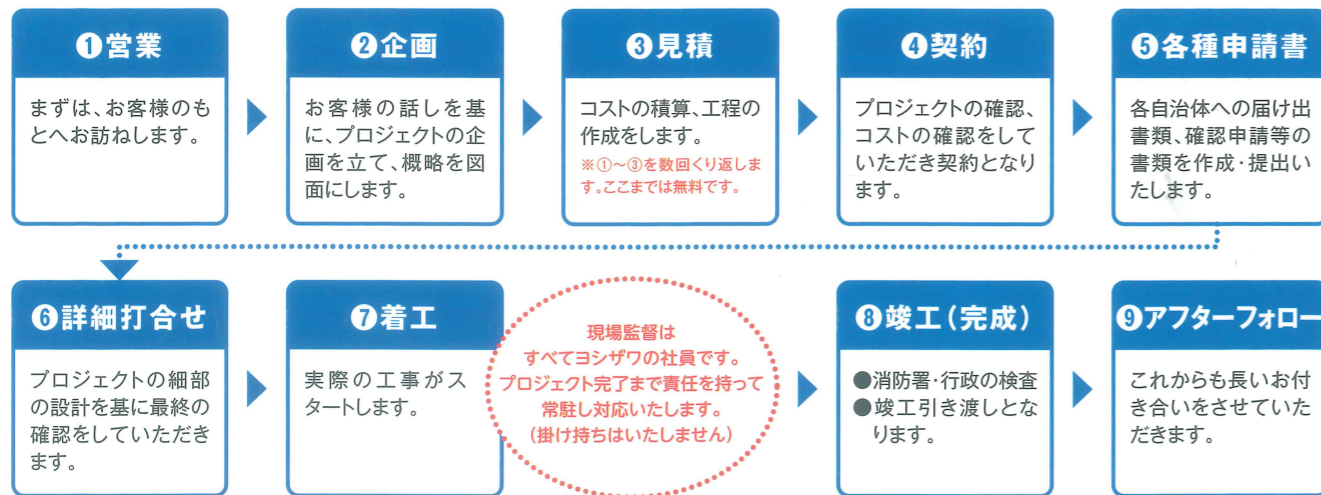 ❶営業
まずは、お客様のも
とへお訪ねします。
❷企画
お客様の話しを基
に、プロジェクトの企
画を立て、概略を図
面にします。
❸見積
コストの積算、工程の
作成をします。
※①~③を数回くり返しま
す。ここまでは無料です。
❹契約
プロジェクトの確認、
コストの確認をして
いただき契約となり
ます。
❺各種申請書
各自治体への届け出
書類、確認申請等の
書類を作成・提出い
たします。
❻詳細打合せ
プロジェクトの細部
の設計を基に最終の
確認をしていただき
ます。
❼着工
実際の工事がス
タートします。
現場監督は
すべてヨシザワの社員です。
プロジェクト完了まで責任を持って
常駐し対応いたします。
(掛け持ちはいたしません)
❽竣工(完成)
●消防署・行政の検査
●竣工引き渡しとな
ります。
❾アフターフォロー
これからも長いお付
き合いをさせていた
だきます。